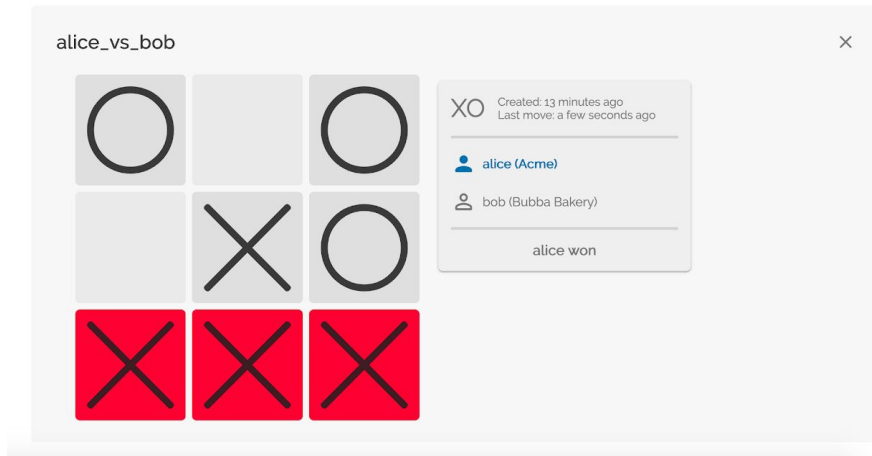 alice_vs_bob
XO
Created: 13 minutes ago
Last move: a few seconds ago
alice (Acme)
bob (Bubba Bakery)
alice won